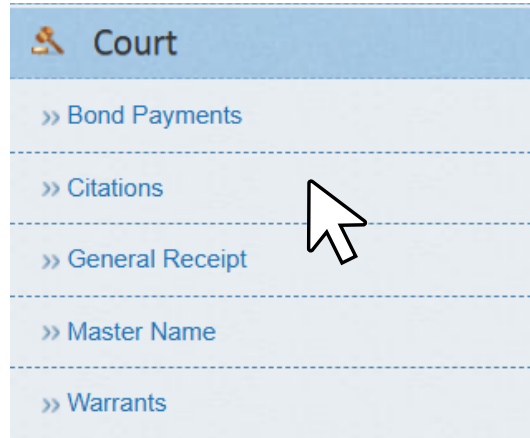 Court
» Bond Payments
» Citations
» General Receipt
» Master Name
» Warrants